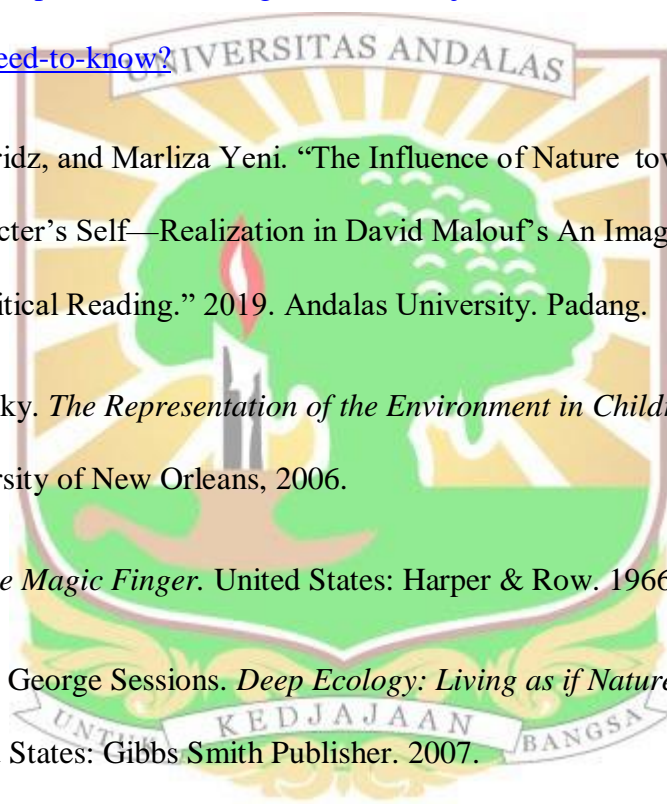 eed-to-know?
UNIVERSITAS ANDALAS
ridz, and Marliza Yeni. “The Influence of Nature tow
cter’s Self—Realization in David Malouf’s An Imag
itical Reading.” 2019. Andalas University. Padang.
ky. The Representation of the Environment in Childr
rsity of New Orleans, 2006.
e Magic Finger. United States: Harper & Row. 1966
George Sessions. Deep Ecology: Living as if Nature
UNTUK KEDJAJAAN BANGSA
States: Gibbs Smith Publisher. 2007.